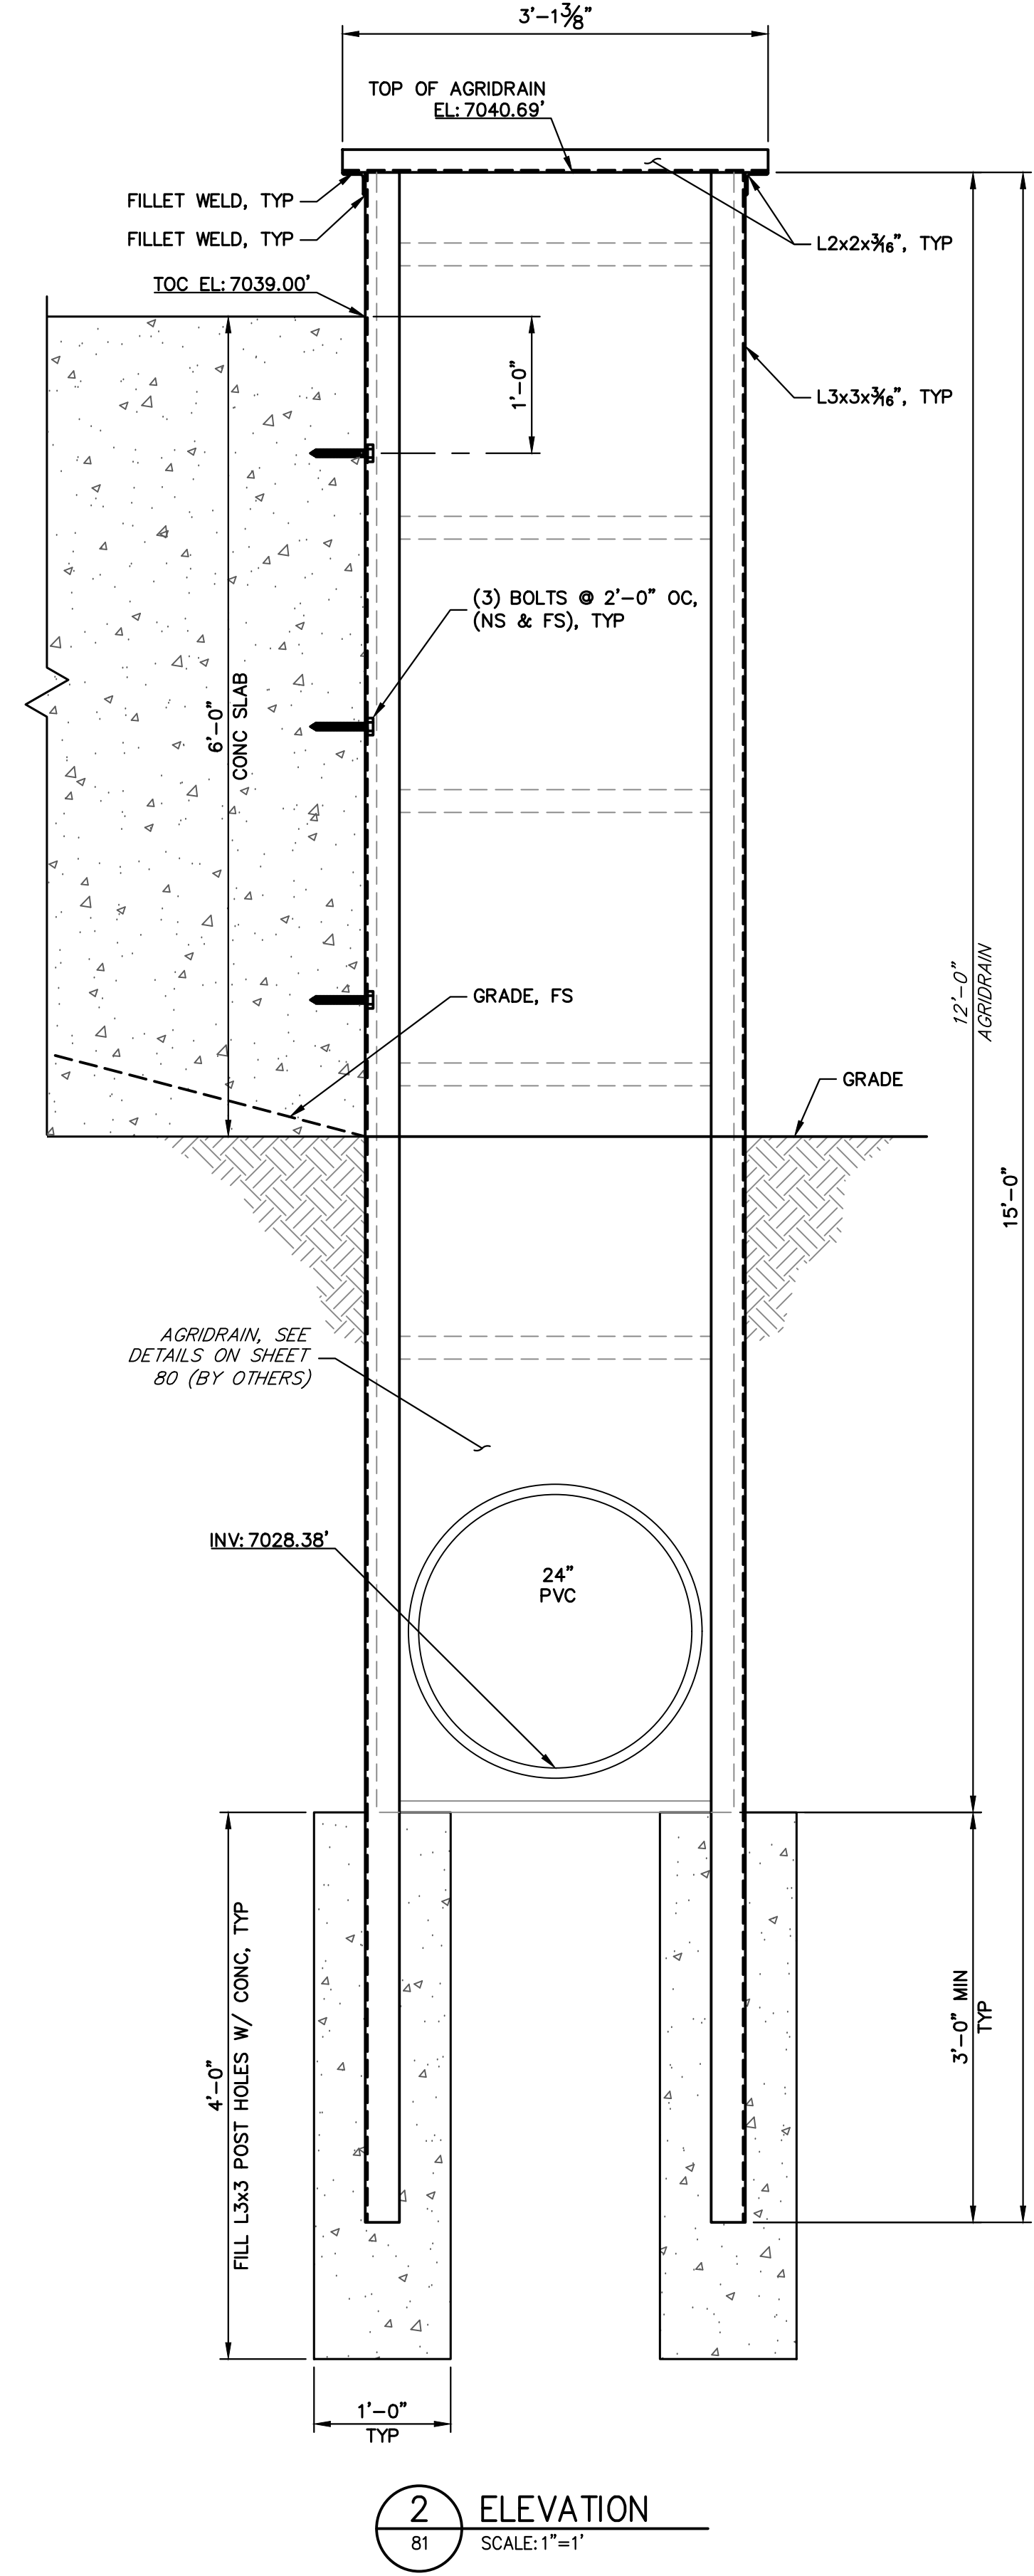 3'-1 3/8"
TOP OF AGRIDRAIN
EL: 7040.69'
FILLET WELD, TYP
FILLET WELD, TYP
L2x2x3/16", TYP
TOC EL: 7039.00'
1'-0"
L3x3x3/16", TYP
(3) BOLTS @ 2'-0" OC,
(NS & FS), TYP
6'-0"
CONC SLAB
GRADE, FS
12'-0"
AGRIDRAIN
GRADE
15'-0"
AGRIDRAIN, SEE
DETAILS ON SHEET
80 (BY OTHERS)
INV: 7028.38'
24"
PVC
4'-0"
FILL L3x3 POST HOLES W/ CONC, TYP
3'-0" MIN
TYP
1'-0"
TYP
2
81
ELEVATION
SCALE: 1"=1'